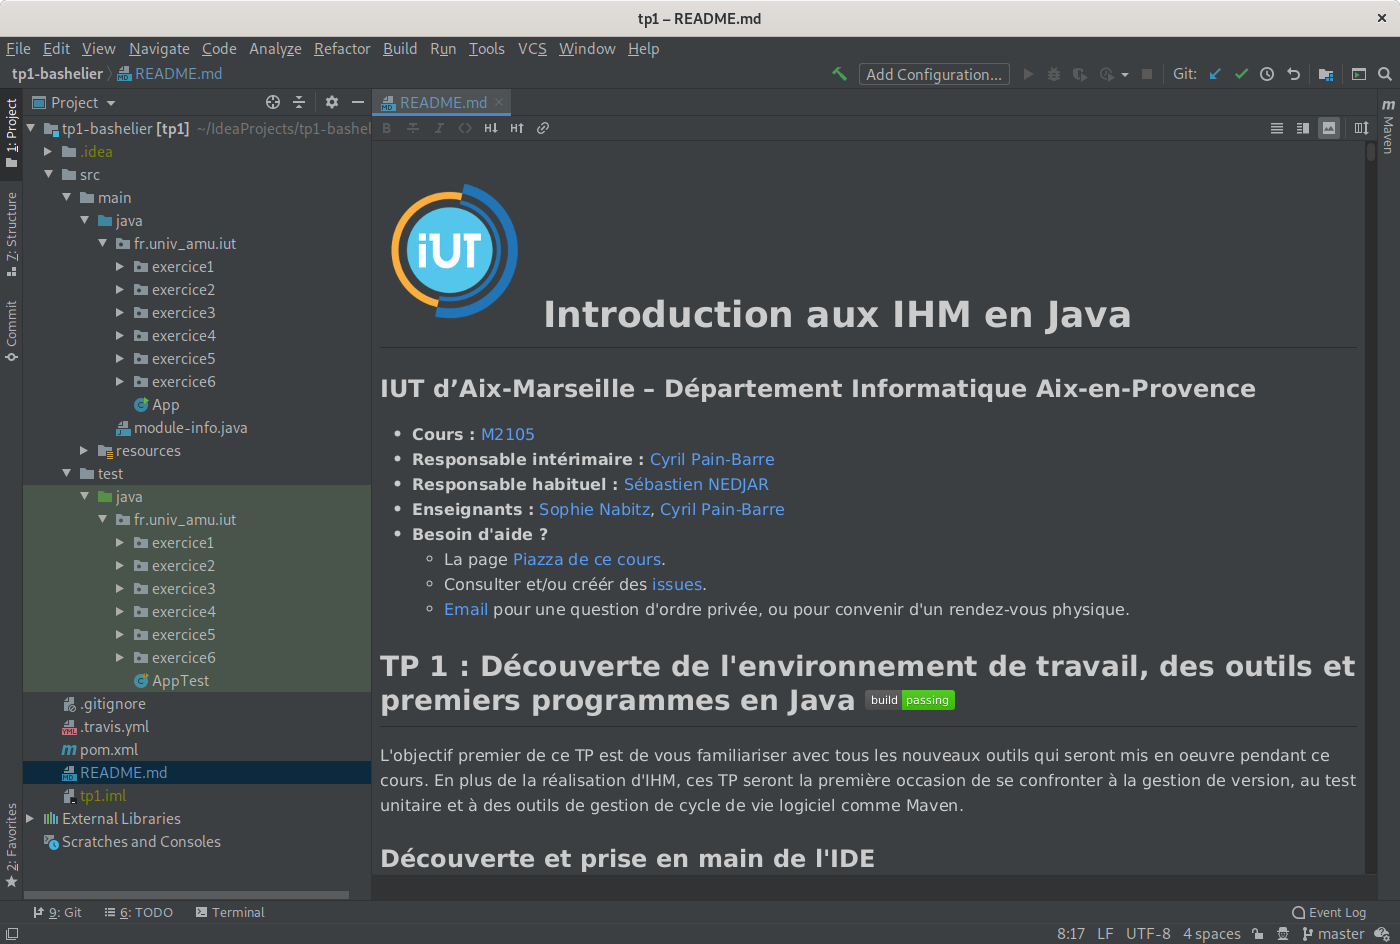 tp1 – README.md
File Edit View Navigate Code Analyze Refactor Build Run Tools VCS Window Help
tp1-bashelier README.md
Add Configuration...
Git:
1: Project
Z: Structure
Commit
2: Favorites
Project
tp1-bashelier [tp1] ~/IdeaProjects/tp1-bashel
.idea
src
main
java
fr.univ_amu.iut
exercice1
exercice2
exercice3
exercice4
exercice5
exercice6
App
module-info.java
resources
test
java
fr.univ_amu.iut
exercice1
exercice2
exercice3
exercice4
exercice5
exercice6
AppTest
.gitignore
.travis.yml
pom.xml
README.md
tp1.iml
External Libraries
Scratches and Consoles
README.md
B I H↓ H↑
iUT
Introduction aux IHM en Java
IUT d’Aix-Marseille – Département Informatique Aix-en-Provence
• Cours : M2105
• Responsable intérimaire : Cyril Pain-Barre
• Responsable habituel : Sébastien NEDJAR
• Enseignants : Sophie Nabitz, Cyril Pain-Barre
• Besoin d'aide ?
◦ La page Piazza de ce cours.
◦ Consulter et/ou créér des issues.
◦ Email pour une question d'ordre privée, ou pour convenir d'un rendez-vous physique.
TP 1 : Découverte de l'environnement de travail, des outils et
premiers programmes en Java build passing
L'objectif premier de ce TP est de vous familiariser avec tous les nouveaux outils qui seront mis en oeuvre pendant ce
cours. En plus de la réalisation d'IHM, ces TP seront la première occasion de se confronter à la gestion de version, au test
unitaire et à des outils de gestion de cycle de vie logiciel comme Maven.
Découverte et prise en main de l'IDE
m Maven
9: Git 6: TODO Terminal Event Log
8:17 LF UTF-8 4 spaces master